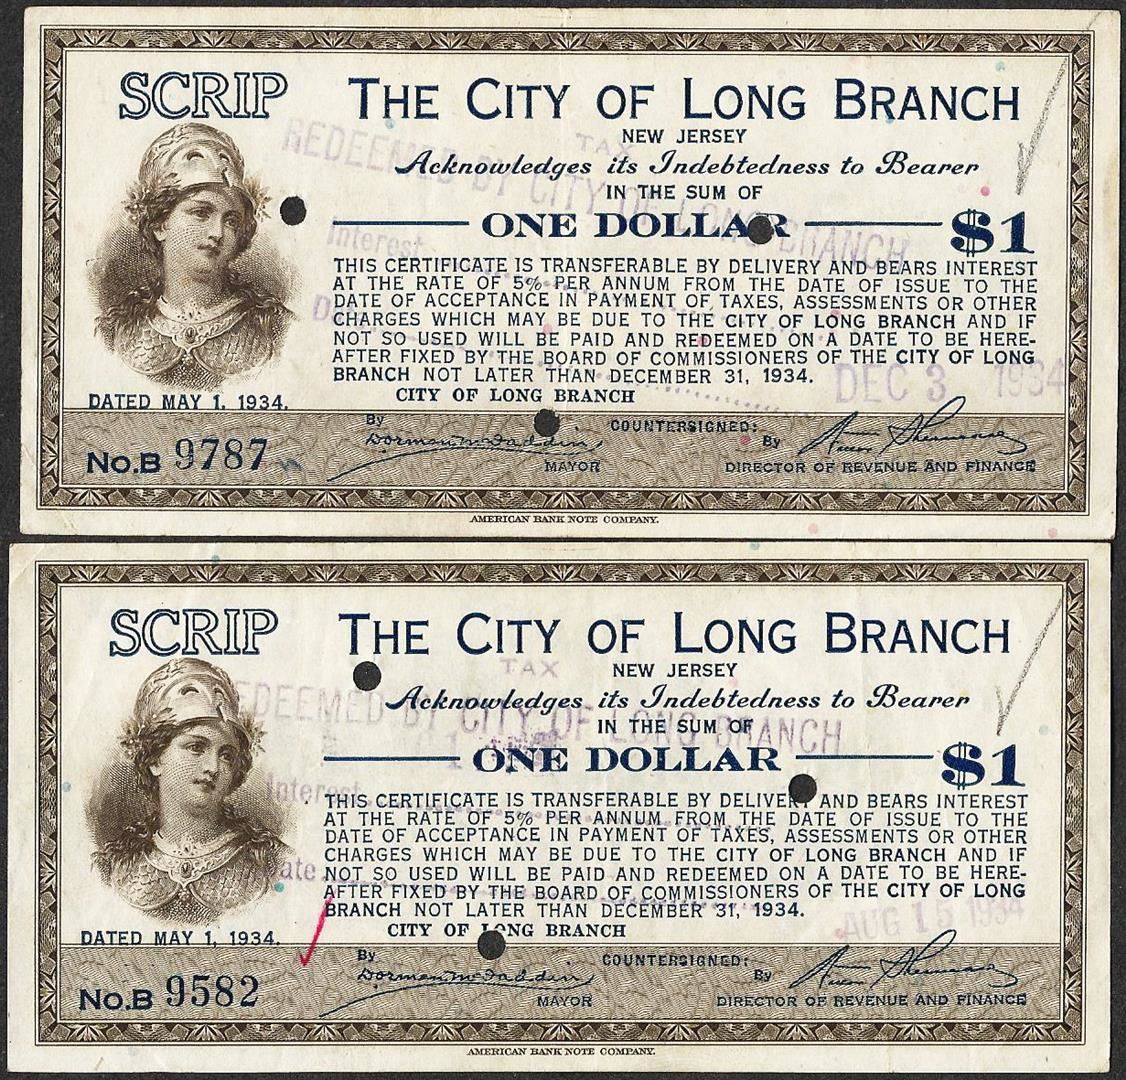 SCRIP
THE CITY OF LONG BRANCH
NEW JERSEY
TAX
REDEEMED BY CITY OF LONG BRANCH
Acknowledges its Indebtedness to Bearer
IN THE SUM OF
ONE DOLLAR $1
Interest
THIS CERTIFICATE IS TRANSFERABLE BY DELIVERY AND BEARS INTEREST
AT THE RATE OF 5% PER ANNUM FROM THE DATE OF ISSUE TO THE
DATE OF ACCEPTANCE IN PAYMENT OF TAXES, ASSESSMENTS OR OTHER
CHARGES WHICH MAY BE DUE TO THE CITY OF LONG BRANCH AND IF
NOT SO USED WILL BE PAID AND REDEEMED ON A DATE TO BE HERE-
AFTER FIXED BY THE BOARD OF COMMISSIONERS OF THE CITY OF LONG
BRANCH NOT LATER THAN DECEMBER 31, 1934.
DEC 3 1934
DATED MAY 1, 1934.
CITY OF LONG BRANCH
By
COUNTERSIGNED:
By
No.B 9787
MAYOR
DIRECTOR OF REVENUE AND FINANCE
AMERICAN BANK NOTE COMPANY.
SCRIP
THE CITY OF LONG BRANCH
NEW JERSEY
TAX
EDEEMED BY CITY OF LONG BRANCH
Acknowledges its Indebtedness to Bearer
IN THE SUM OF
ONE DOLLAR $1
Interest
THIS CERTIFICATE IS TRANSFERABLE BY DELIVERY AND BEARS INTEREST
AT THE RATE OF 5% PER ANNUM FROM THE DATE OF ISSUE TO THE
DATE OF ACCEPTANCE IN PAYMENT OF TAXES, ASSESSMENTS OR OTHER
CHARGES WHICH MAY BE DUE TO THE CITY OF LONG BRANCH AND IF
NOT SO USED WILL BE PAID AND REDEEMED ON A DATE TO BE HERE-
AFTER FIXED BY THE BOARD OF COMMISSIONERS OF THE CITY OF LONG
BRANCH NOT LATER THAN DECEMBER 31, 1934.
AUG 15 1934
DATED MAY 1, 1934.
CITY OF LONG BRANCH
By
COUNTERSIGNED:
By
No.B 9582
MAYOR
DIRECTOR OF REVENUE AND FINANCE
AMERICAN BANK NOTE COMPANY.